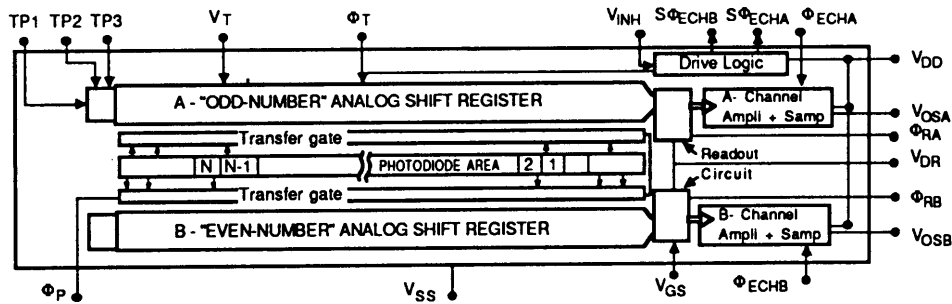 TP1 TP2 TP3 VT ΦT VINH SΦECHB SΦECHA ΦECHA
Drive Logic
VDD
A - "ODD-NUMBER" ANALOG SHIFT REGISTER
A- Channel
Ampli + Samp
VOSA
ΦRA
Transfer gate
Readout
Circuit
VDR
N N-1 PHOTODIODE AREA 2 1
Transfer gate
ΦRB
B - "EVEN-NUMBER" ANALOG SHIFT REGISTER
B- Channel
Ampli + Samp
VOSB
ΦP VSS VGS ΦECHB